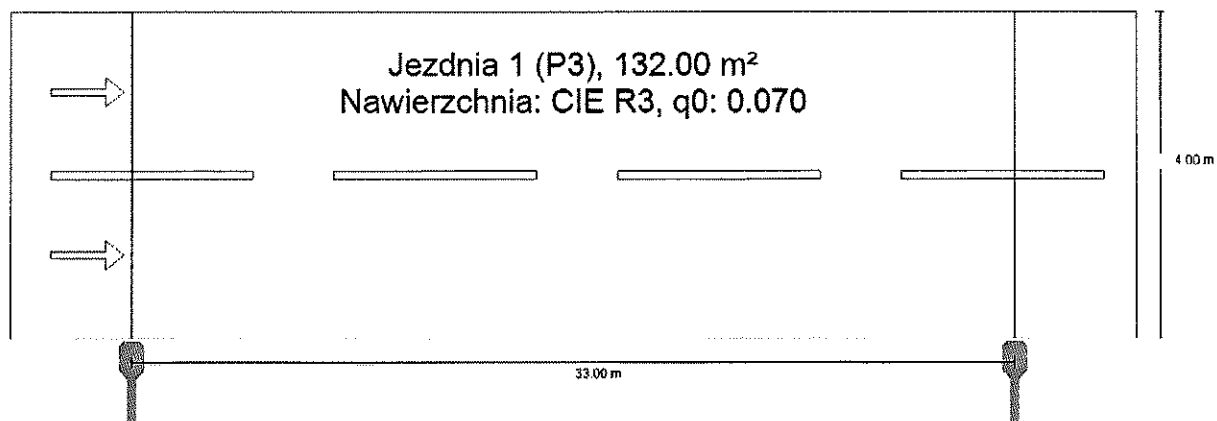 Jezdnia 1 (P3), 132.00 m²
Nawierzchnia: CIE R3, q0: 0.070
4.00 m
33.00 m